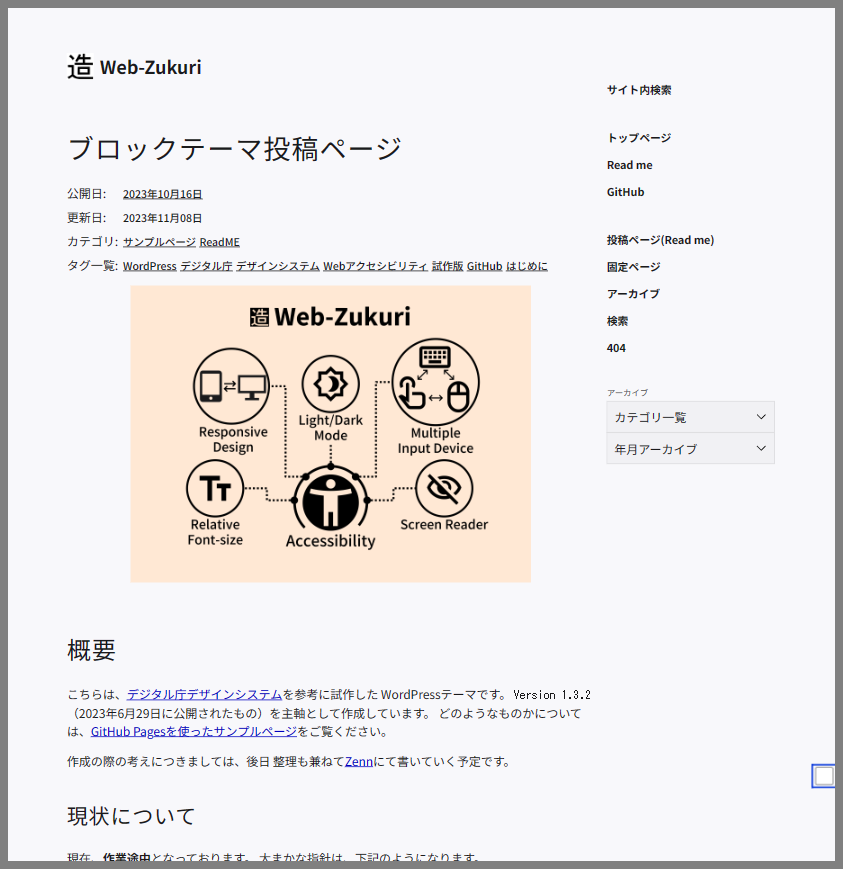 造 Web-Zukuri
ブロックテーマ投稿ページ
公開日: 2023年10月16日
更新日: 2023年11月08日
カテゴリ: サンプルページ ReadME
タグ一覧: WordPress デジタル庁 デザインシステム Webアクセシビリティ 試作版 GitHub はじめに
造 Web-Zukuri
Responsive
Design
Light/Dark
Mode
Multiple
Input Device
TT
Relative
Font-size
Accessibility
Screen Reader
概要
こちらは、デジタル庁デザインシステムを参考に試作した WordPressテーマです。 Version 1.3.2
（2023年6月29日に公開されたもの）を主軸として作成しています。 どのようなものかについて
は、GitHub Pagesを使ったサンプルページをご覧ください。
作成の際の考えにつきましては、後日 整理も兼ねてZennにて書いていく予定です。
現状について
現在、作業途中となっております。 大まかな指針は、下記のようになります。
サイト内検索
トップページ
Read me
GitHub
投稿ページ(Read me)
固定ページ
アーカイブ
検索
404
アーカイブ
カテゴリ一覧
年月アーカイブ